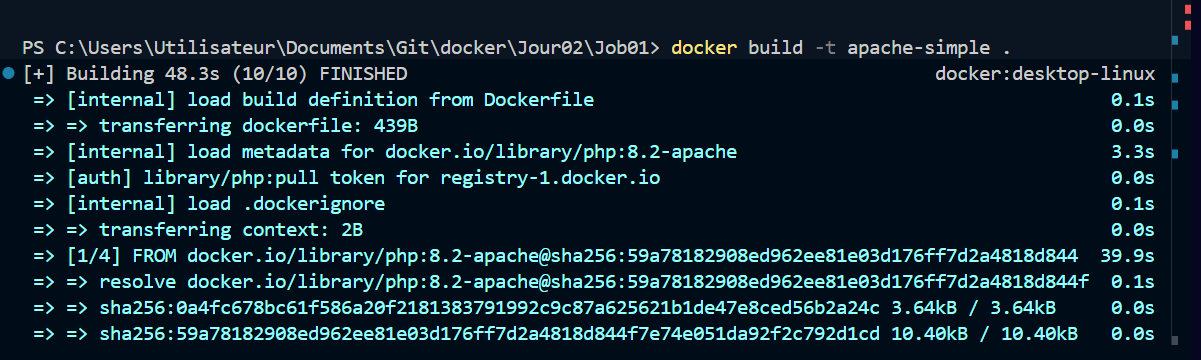 PS C:\Users\Utilisateur\Documents\Git\docker\Jour02\Job01> docker build -t apache-simple .
[+] Building 48.3s (10/10) FINISHED docker:desktop-linux
=> [internal] load build definition from Dockerfile 0.1s
=> => transferring dockerfile: 439B 0.0s
=> [internal] load metadata for docker.io/library/php:8.2-apache 3.3s
=> [auth] library/php:pull token for registry-1.docker.io 0.0s
=> [internal] load .dockerignore 0.1s
=> => transferring context: 2B 0.0s
=> [1/4] FROM docker.io/library/php:8.2-apache@sha256:59a78182908ed962ee81e03d176ff7d2a4818d844 39.9s
=> => resolve docker.io/library/php:8.2-apache@sha256:59a78182908ed962ee81e03d176ff7d2a4818d844f 0.1s
=> => sha256:0a4fc678bc61f586a20f2181383791992c9c87a625621b1de47e8ced56b2a24c 3.64kB / 3.64kB 0.0s
=> => sha256:59a78182908ed962ee81e03d176ff7d2a4818d844f7e74e051da92f2c792d1cd 10.40kB / 10.40kB 0.0s